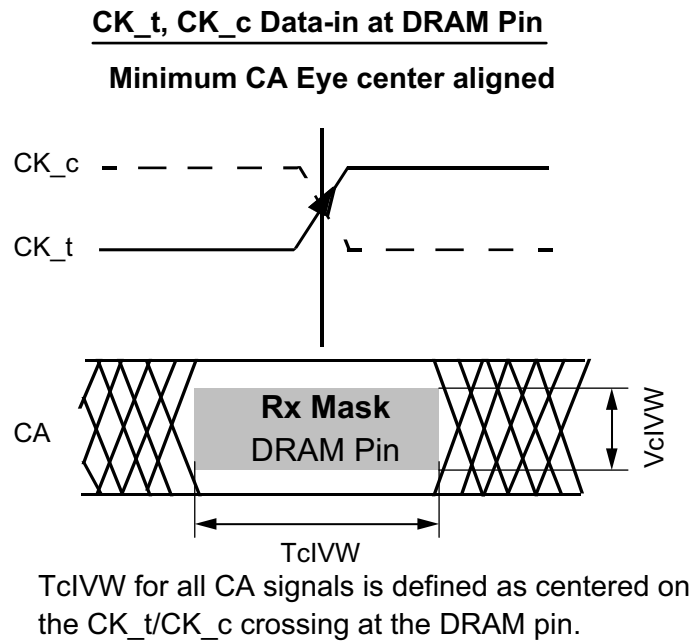 CK_t, CK_c Data-in at DRAM Pin
Minimum CA Eye center aligned
CK_c
CK_t
Rx Mask
CA
DRAM Pin
VcIVW
TcIVW
TcIVW for all CA signals is defined as centered on
the CK_t/CK_c crossing at the DRAM pin.